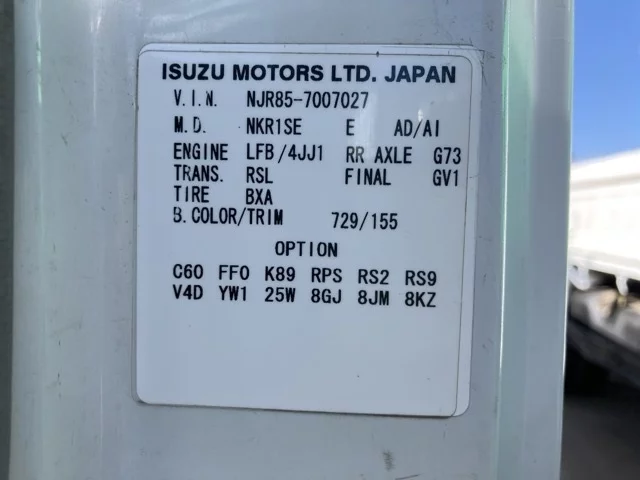 ISUZU MOTORS LTD. JAPAN
V.I.N. NJR85-7007027
M.D. NKR1SE E AD/AI
ENGINE LFB/4JJ1 RR AXLE G73
TRANS. RSL FINAL GV1
TIRE BXA
B.COLOR/TRIM 729/155
OPTION
C60 FF0 K89 RPS RS2 RS9
V4D YW1 25W 8GJ 8JM 8KZ